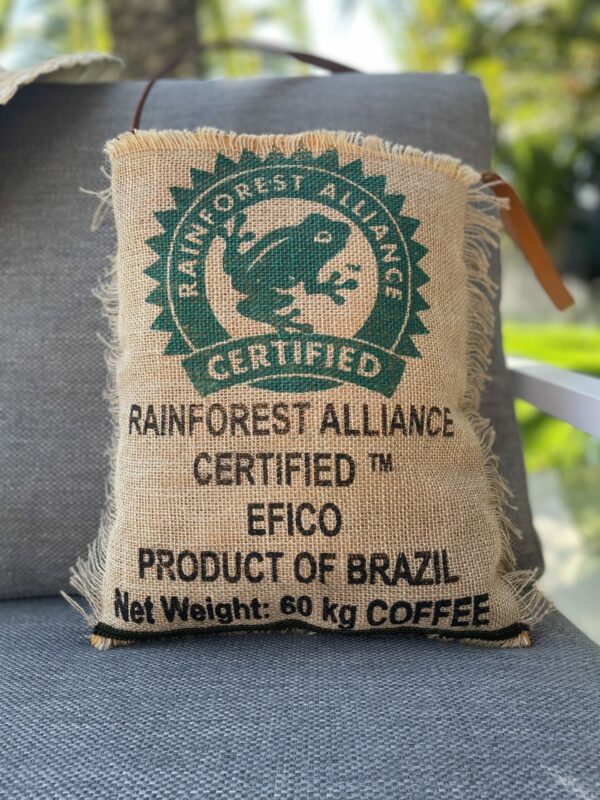 RAINFOREST ALLIANCE
CERTIFIED
RAINFOREST ALLIANCE
CERTIFIED ™
EFICO
PRODUCT OF BRAZIL
Net Weight: 60 kg COFFEE